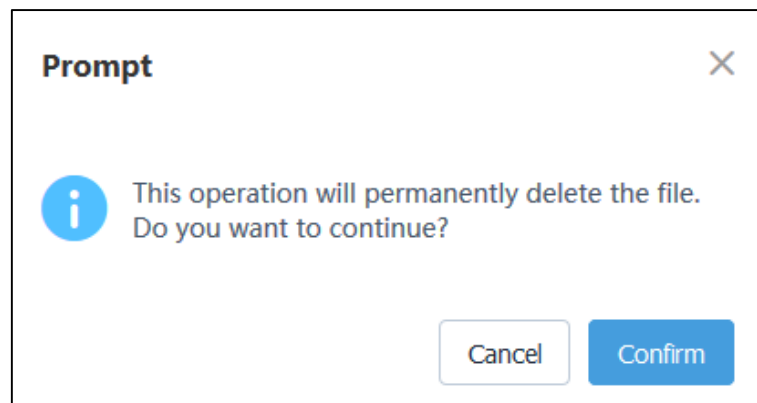 Prompt
This operation will permanently delete the file.
Do you want to continue?
Cancel Confirm